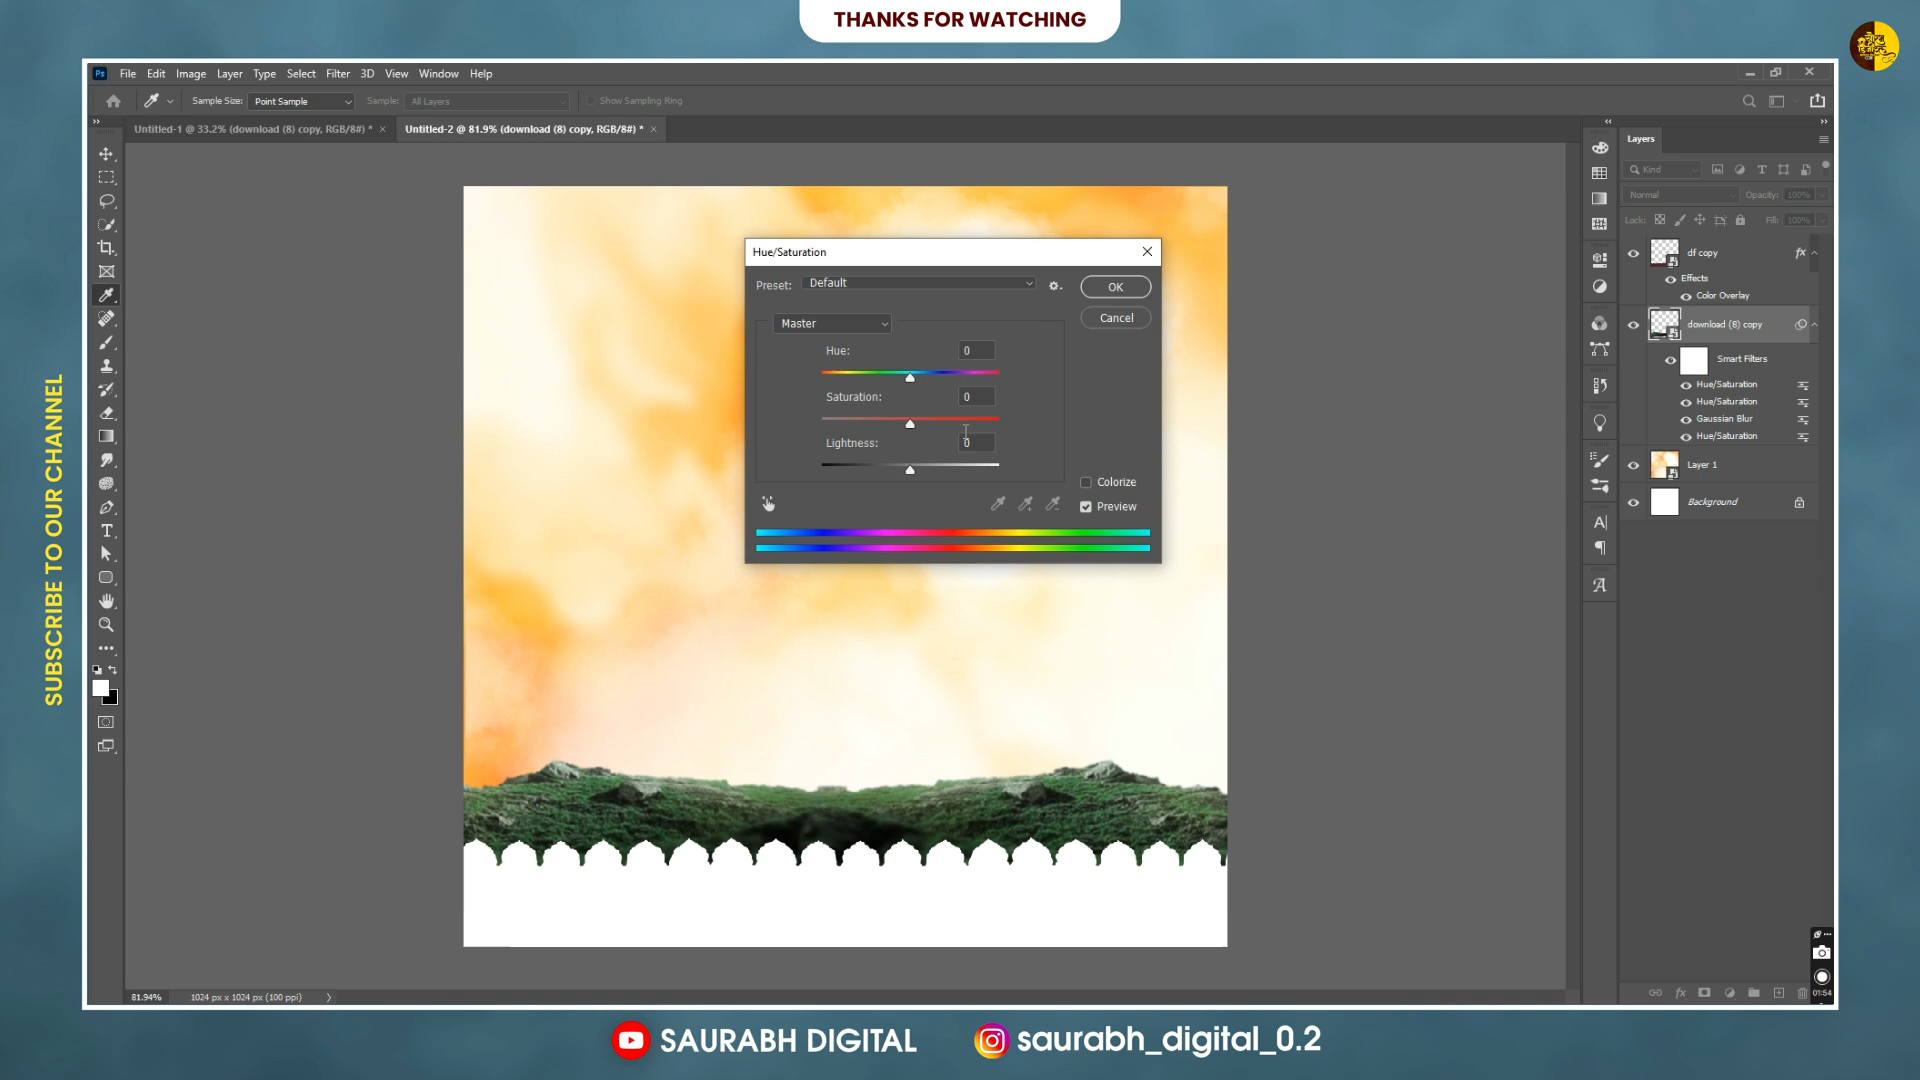 THANKS FOR WATCHING
Ps File Edit Image Layer Type Select Filter 3D View Window Help
Sample Size: Point Sample Sample: All Layers Show Sampling Ring
Untitled-1 @ 33.2% (download (8) copy, RGB/8#) * × Untitled-2 @ 81.9% (download (8) copy, RGB/8#) * ×
Layers
Kind
Normal Opacity: 100%
Lock: Fill: 100%
df copy fx
Effects
Color Overlay
download (8) copy
Smart Filters
Hue/Saturation
Hue/Saturation
Gaussian Blur
Hue/Saturation
Layer 1
Background
Hue/Saturation
Preset: Default OK
Cancel
Master
Hue: 0
Saturation: 0
Lightness: 0
Colorize
Preview
SUBSCRIBE TO OUR CHANNEL
81.94% 1024 px x 1024 px (100 ppi)
fx
01:54
SAURABH DIGITAL saurabh_digital_0.2